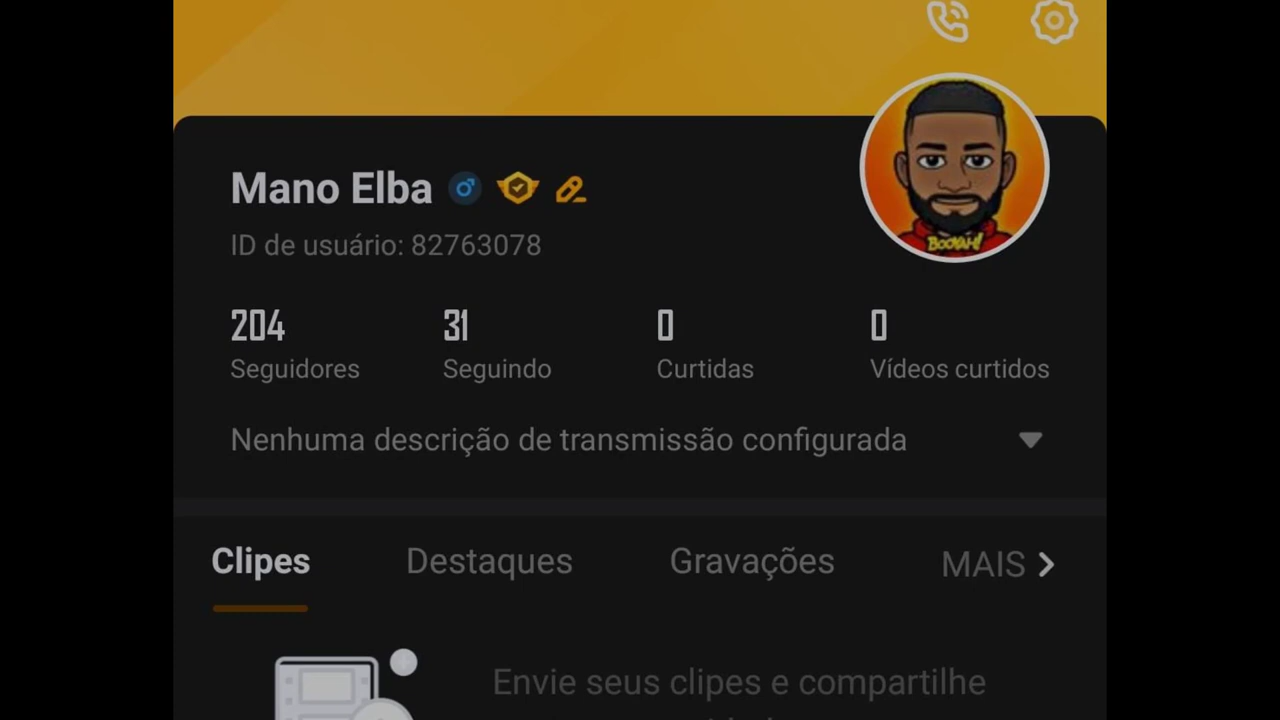 BOOYAH!
Mano Elba
ID de usuário: 82763078
204
Seguidores
31
Seguindo
0
Curtidas
0
Vídeos curtidos
Nenhuma descrição de transmissão configurada
Clipes
Destaques
Gravações
MAIS
Envie seus clipes e compartilhe